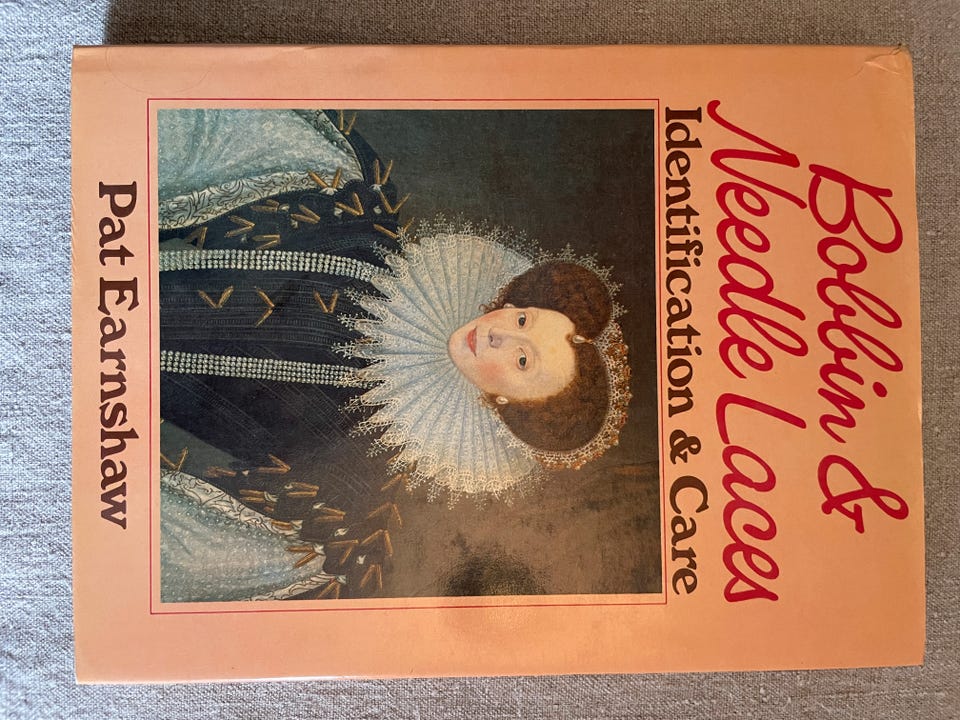 Bobbin &
Needle Laces
Identification & Care
Pat Earnshaw